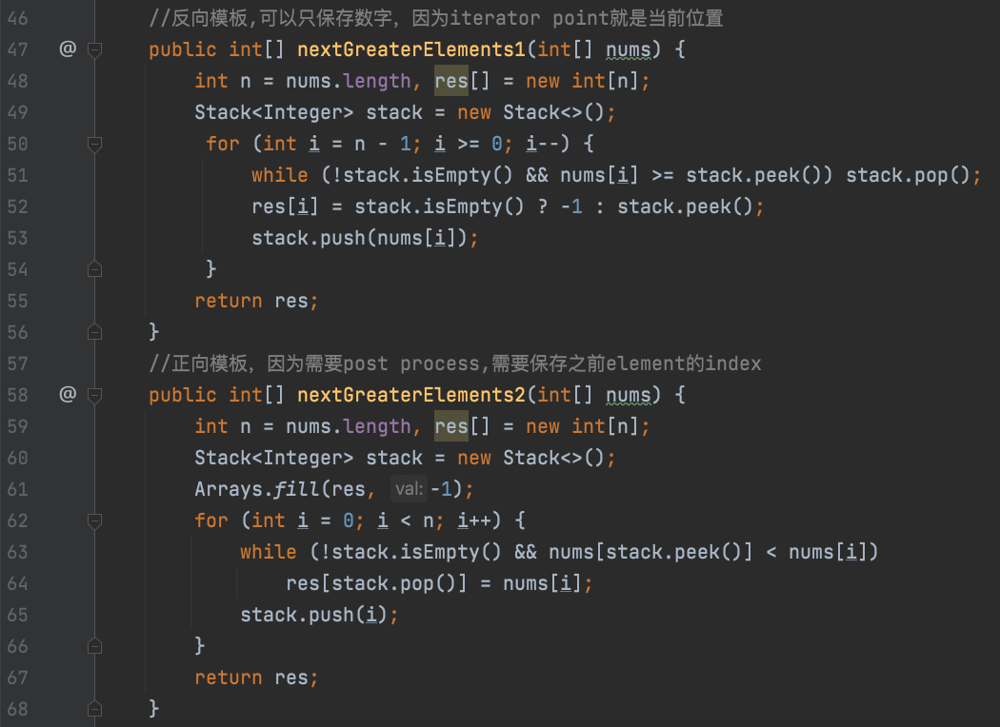 46 //反向模板,可以只保存数字，因为iterator point就是当前位置
47 @ public int[] nextGreaterElements1(int[] nums) {
48 int n = nums.length, res[] = new int[n];
49 Stack<Integer> stack = new Stack<>();
50 for (int i = n - 1; i >= 0; i--) {
51 while (!stack.isEmpty() && nums[i] >= stack.peek()) stack.pop();
52 res[i] = stack.isEmpty() ? -1 : stack.peek();
53 stack.push(nums[i]);
54 }
55 return res;
56 }
57 //正向模板，因为需要post process,需要保存之前element的index
58 @ public int[] nextGreaterElements2(int[] nums) {
59 int n = nums.length, res[] = new int[n];
60 Stack<Integer> stack = new Stack<>();
61 Arrays.fill(res, val: -1);
62 for (int i = 0; i < n; i++) {
63 while (!stack.isEmpty() && nums[stack.peek()] < nums[i])
64 res[stack.pop()] = nums[i];
65 stack.push(i);
66 }
67 return res;
68 }